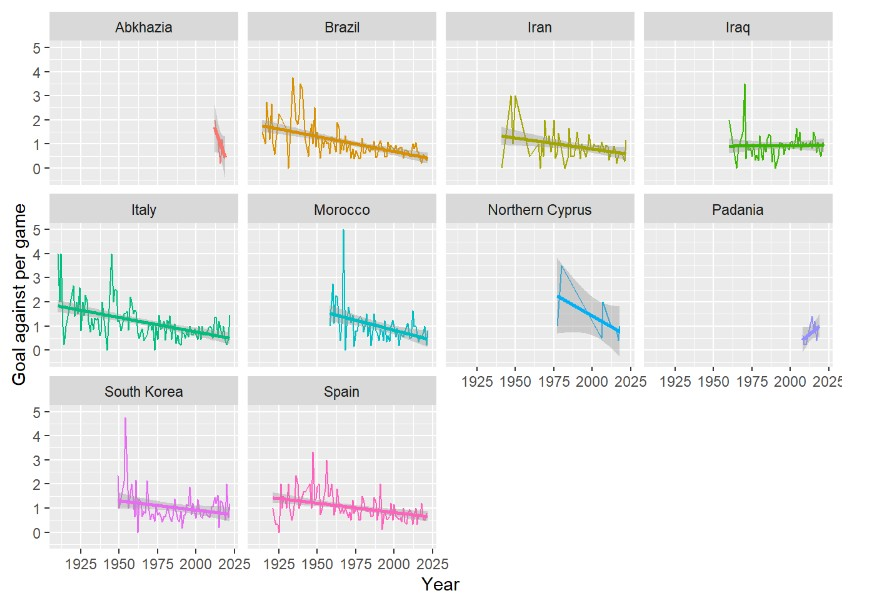 Abkhazia Brazil Iran Iraq
5
4
3
2
1
0
Italy Morocco Northern Cyprus Padania
5
4
3
2
1
0
1925 1950 1975 2000 2025 1925 1950 1975 2000 2025
South Korea Spain
5
4
3
2
1
0
1925 1950 1975 2000 2025 1925 1950 1975 2000 2025
Year
Goal against per game